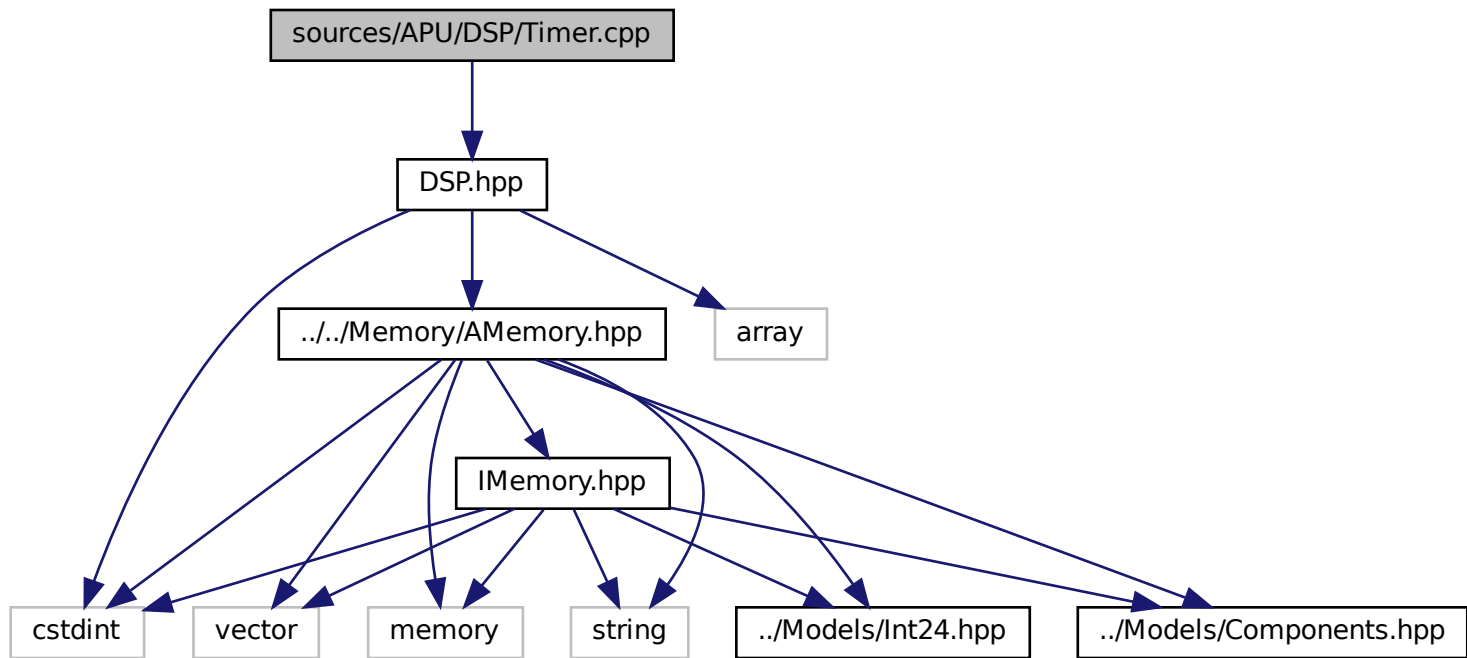 sources/APU/DSP/Timer.cpp
DSP.hpp
../../Memory/AMemory.hpp
array
IMemory.hpp
cstdint
vector
memory
string
../Models/Int24.hpp
../Models/Components.hpp